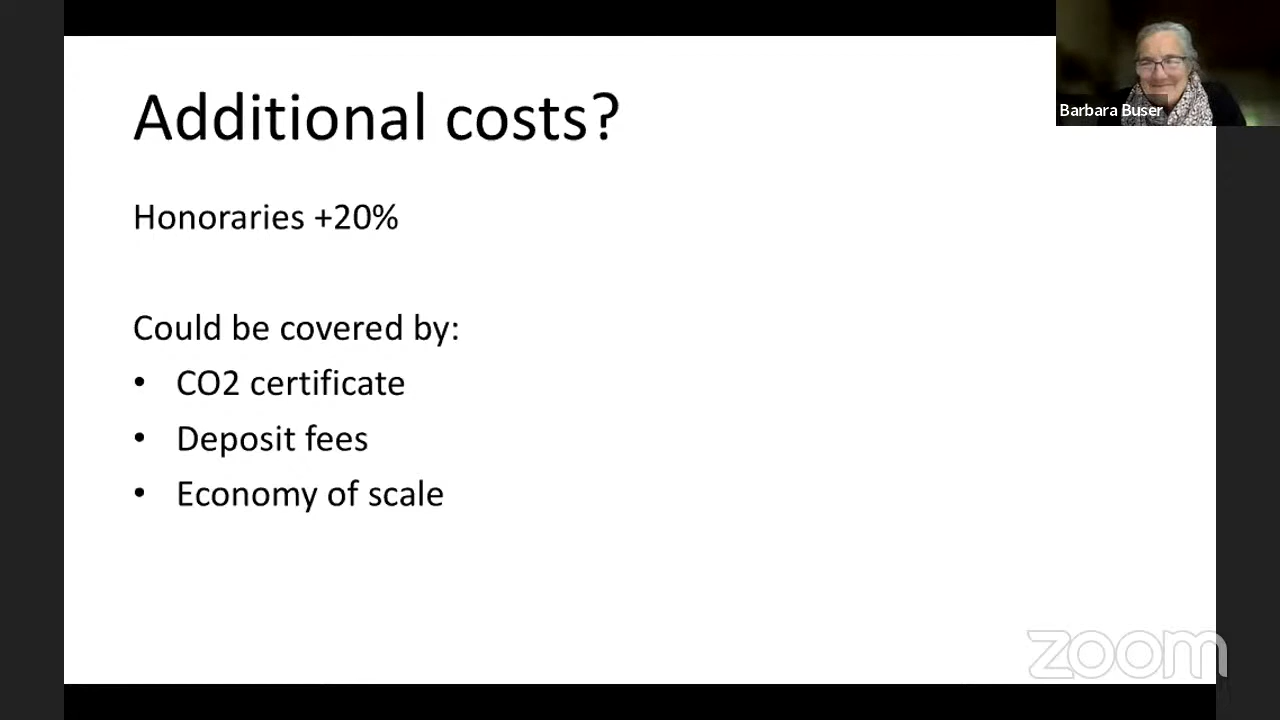 Additional costs?
Barbara Buser
Honoraries +20%
Could be covered by:
• CO2 certificate
• Deposit fees
• Economy of scale
zoom